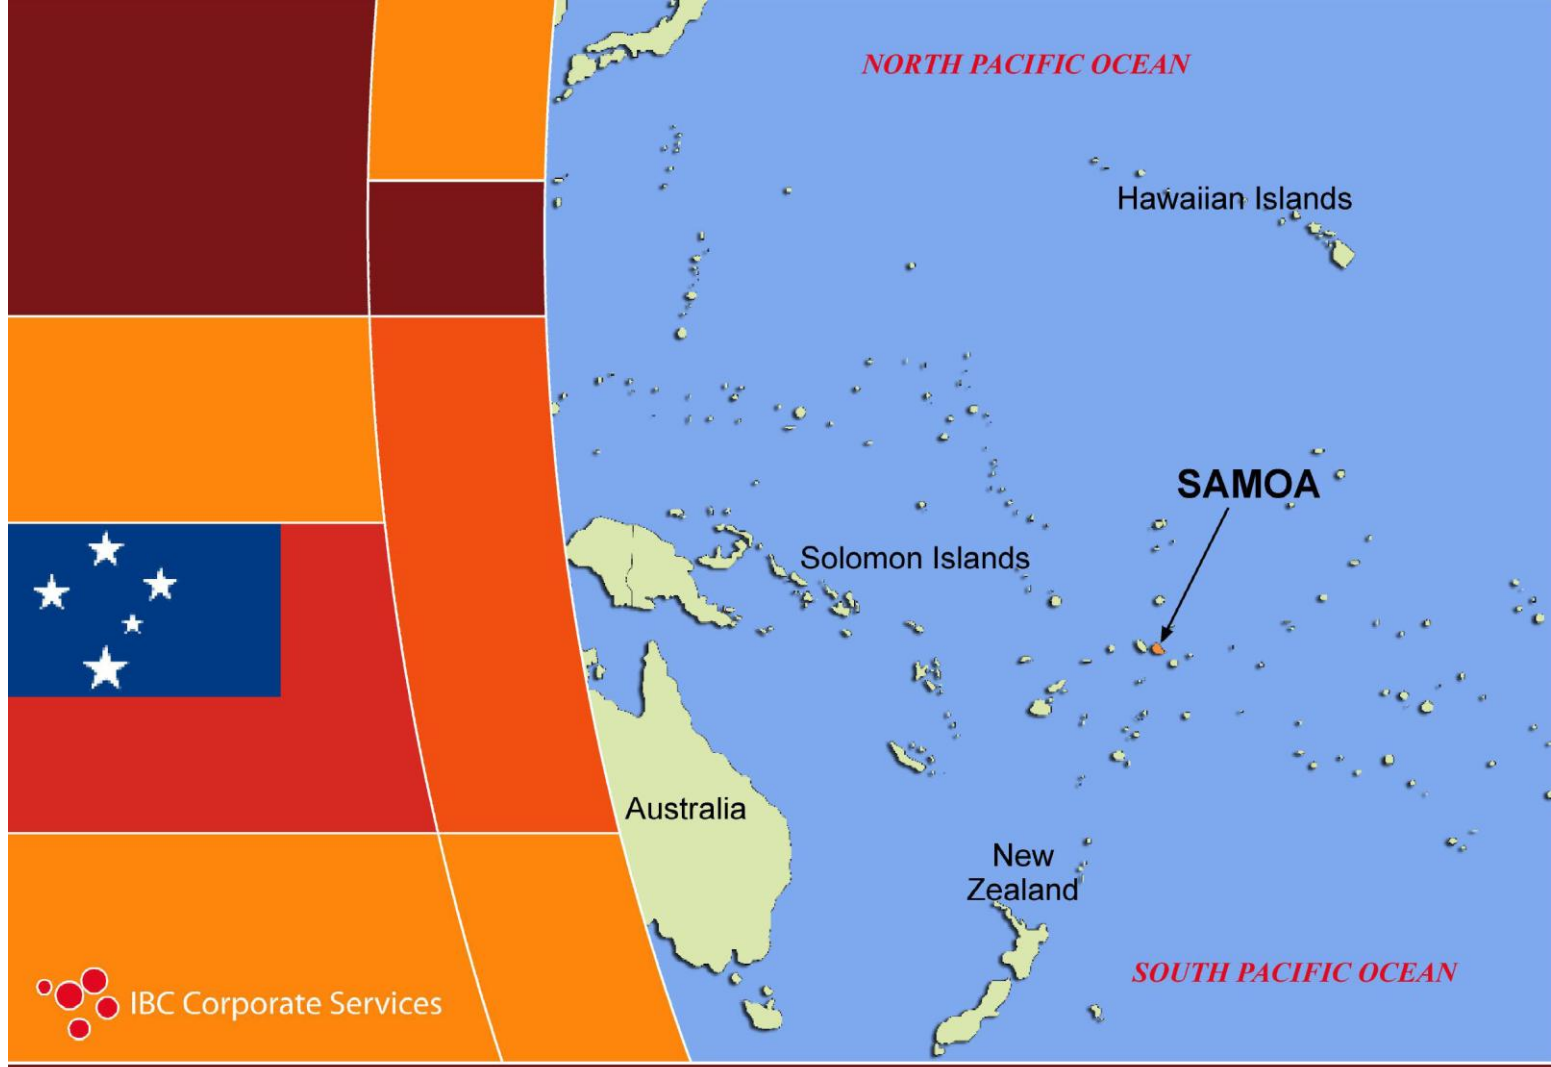 NORTH PACIFIC OCEAN
Hawaiian Islands
SAMOA
Solomon Islands
Australia
New
Zealand
SOUTH PACIFIC OCEAN
IBC Corporate Services